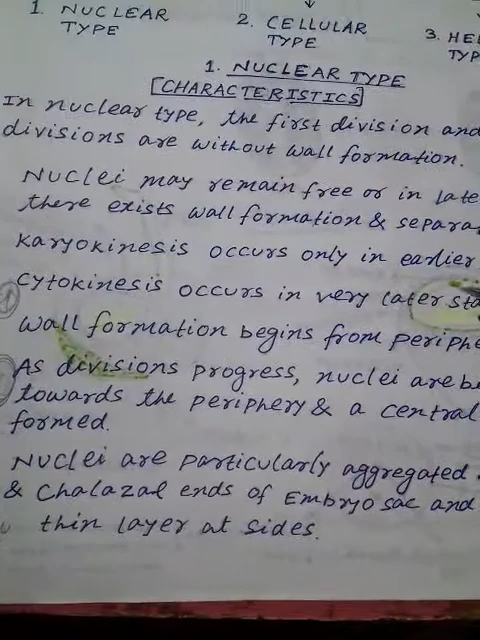 1. NUCLEAR TYPE
2. CELLULAR TYPE
3. HE
TYP
1. NUCLEAR TYPE
[CHARACTERISTICS]
In nuclear type, the first division and
divisions are without wall formation.
Nuclei may remain free or in late
there exists wall formation & separa
Karyokinesis occurs only in earlier
Cytokinesis occurs in very later sta
Wall formation begins from periphe
As divisions progress, nuclei are be
towards the periphery & a central
formed.
Nuclei are particularly aggregated
& Chalazal ends of Embryo sac and
thin layer at sides.